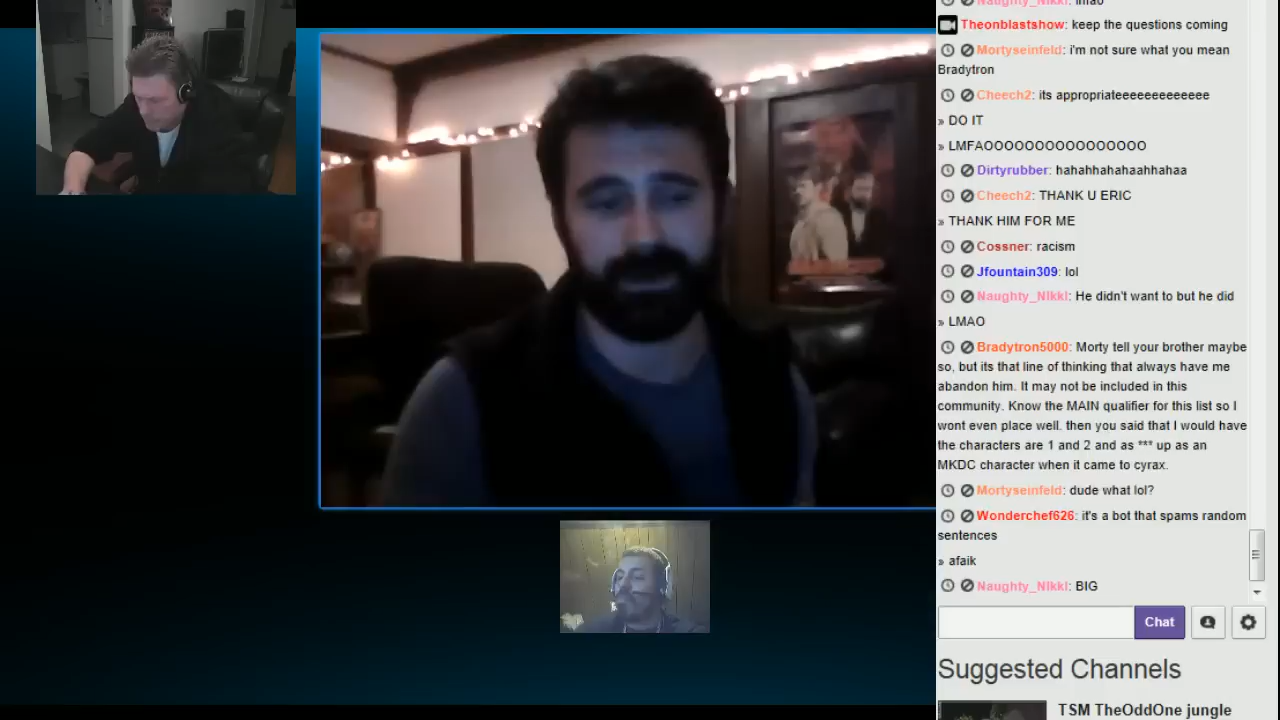 Naughty_Nikki: lmao
Theonblastshow: keep the questions coming
Mortyseinfeld: i'm not sure what you mean
Bradytron
Cheech2: its appropriateeeeeeeeeeeee
» DO IT
» LMFAOOOOOOOOOOOOOOOO
Dirtyrubber: hahahhahahaahhahaa
Cheech2: THANK U ERIC
» THANK HIM FOR ME
Cossner: racism
Jfountain309: lol
Naughty_NIkkI: He didn't want to but he did
» LMAO
Bradytron5000: Morty tell your brother maybe
so, but its that line of thinking that always have me
abandon him. It may not be included in this
community. Know the MAIN qualifier for this list so I
wont even place well. then you said that I would have
the characters are 1 and 2 and as *** up as an
MKDC character when it came to cyrax.
Mortyseinfeld: dude what lol?
Wonderchef626: it's a bot that spams random
sentences
» afaik
Naughty_NIkkI: BIG
Chat
Suggested Channels
TSM TheOddOne jungle